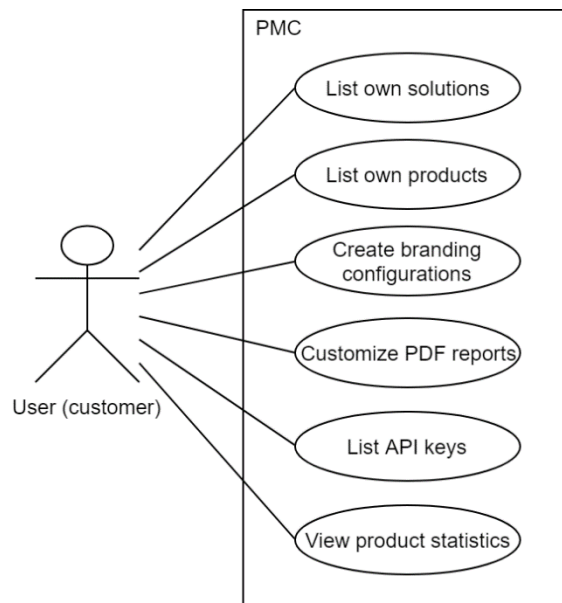 PMC
List own solutions
List own products
Create branding
configurations
Customize PDF reports
User (customer)
List API keys
View product statistics